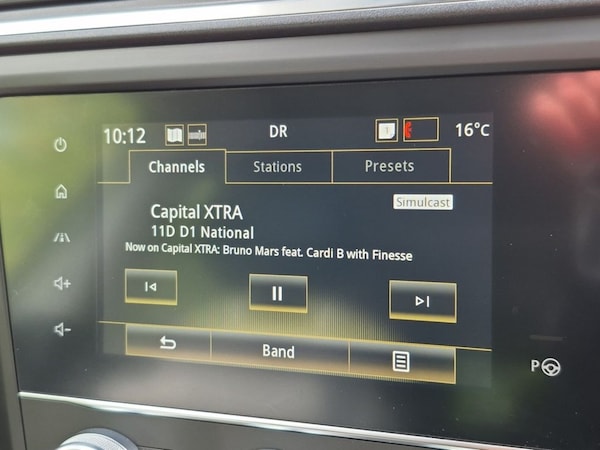 10:12 DR 16°C
Channels Stations Presets
Simulcast
Capital XTRA
11D D1 National
Now on Capital XTRA: Bruno Mars feat. Cardi B with Finesse
Band
P